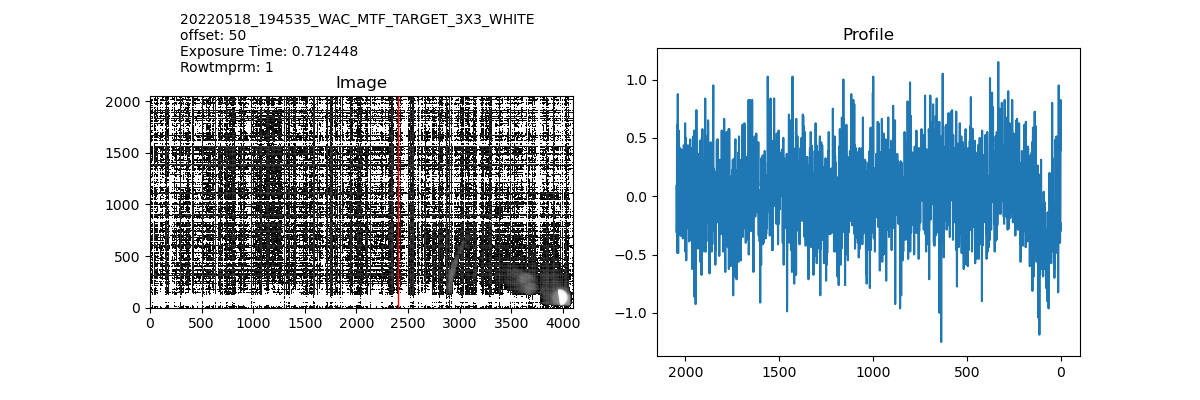 20220518_194535_WAC_MTF_TARGET_3X3_WHITE
offset: 50
Exposure Time: 0.712448
Rowtmprm: 1
Image
2000
1500
1000
500
0
0 500 1000 1500 2000 2500 3000 3500 4000
Profile
1.0
0.5
0.0
−0.5
−1.0
2000 1500 1000 500 0